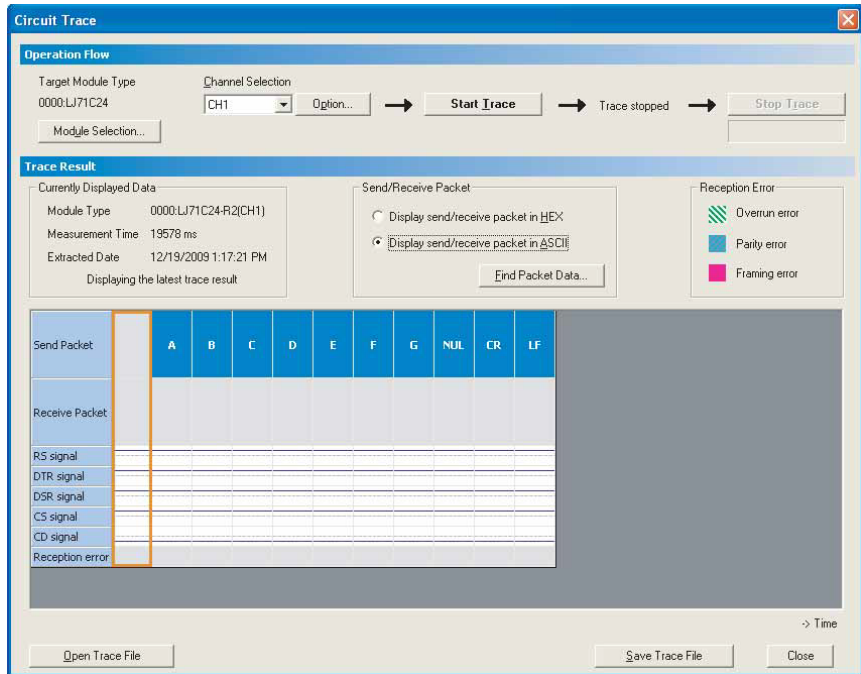 Circuit Trace
Operation Flow
Target Module Type
0000:LJ71C24
Module Selection...
Channel Selection
CH1
Option...
Start Trace
Trace stopped
Stop Trace
Trace Result
Currently Displayed Data
Module Type 0000:LJ71C24-R2(CH1)
Measurement Time 19578 ms
Extracted Date 12/19/2009 1:17:21 PM
Displaying the latest trace result
Send/Receive Packet
Display send/receive packet in HEX
Display send/receive packet in ASCII
Find Packet Data...
Reception Error
Overrun error
Parity error
Framing error
Send Packet A B C D E F G NUL CR LF
Receive Packet
RS signal
DTR signal
DSR signal
CS signal
CD signal
Reception error
-> Time
Open Trace File
Save Trace File
Close